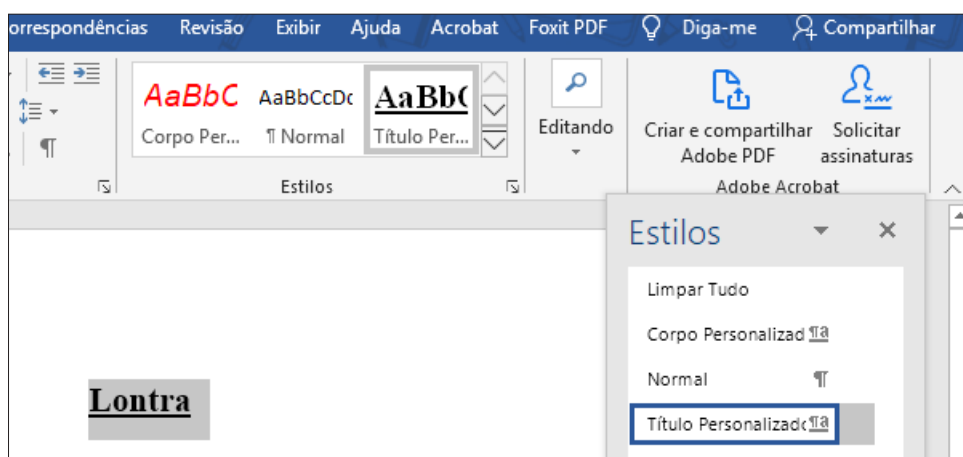 orrespondências Revisão Exibir Ajuda Acrobat Foxit PDF Diga-me Compartilhar
AaBbC AaBbCcDc AaBb(
Corpo Per... ¶ Normal Título Per...
Editando
Criar e compartilhar Adobe PDF
Solicitar assinaturas
Estilos Adobe Acrobat
Estilos
Limpar Tudo
Corpo Personalizad ¶a
Normal ¶
Título Personalizadc ¶a
Lontra